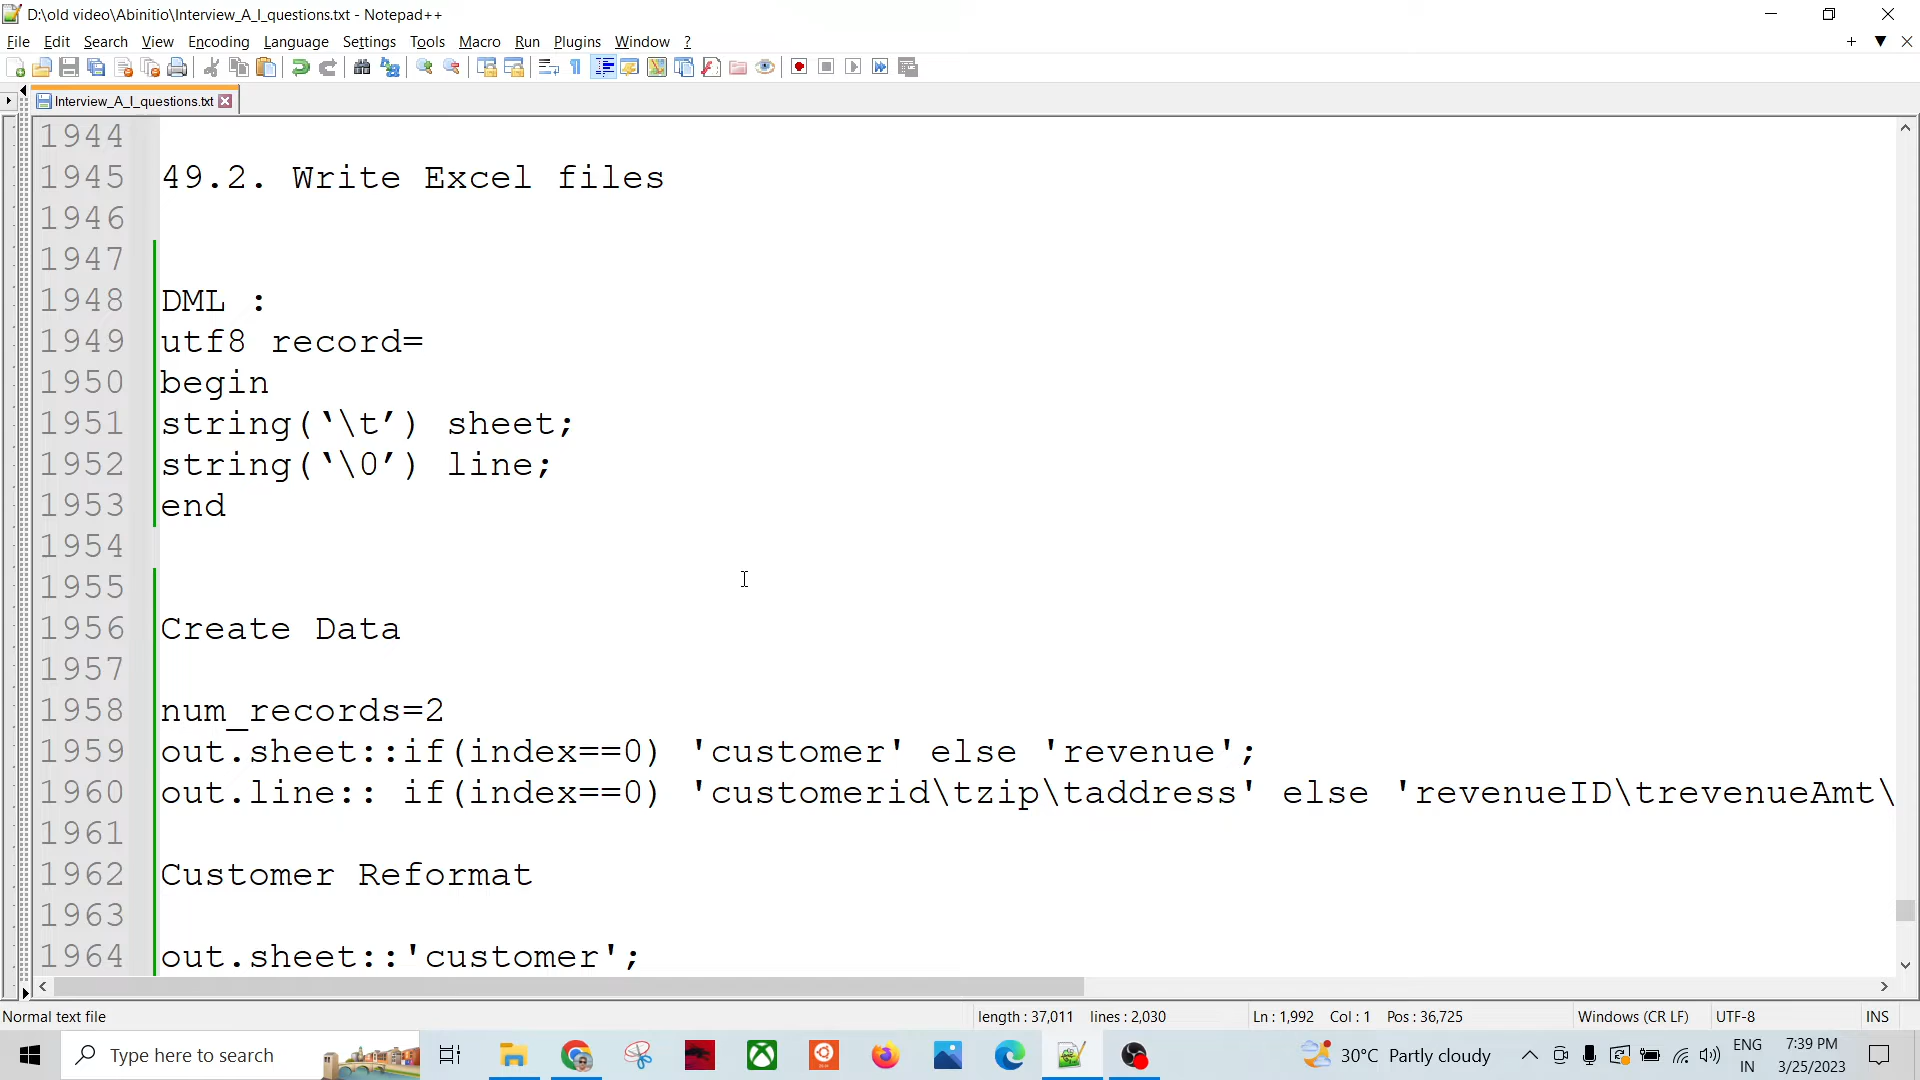 D:\old video\Abinitio\Interview_A_I_questions.txt - Notepad++
File Edit Search View Encoding Language Settings Tools Macro Run Plugins Window ?
Interview_A_I_questions.txt
1944
1945 49.2. Write Excel files
1946
1947
1948 DML :
1949 utf8 record=
1950 begin
1951 string(‘\t’) sheet;
1952 string(‘\0’) line;
1953 end
1954
1955
1956 Create Data
1957
1958 num_records=2
1959 out.sheet::if(index==0) 'customer' else 'revenue';
1960 out.line:: if(index==0) 'customerid\tzip\taddress' else 'revenueID\trevenueAmt\
1961
1962 Customer Reformat
1963
1964 out.sheet::'customer';
Normal text file length : 37,011 lines : 2,030 Ln : 1,992 Col : 1 Pos : 36,725 Windows (CR LF) UTF-8 INS
Type here to search 30°C Partly cloudy ENG IN 7:39 PM 3/25/2023